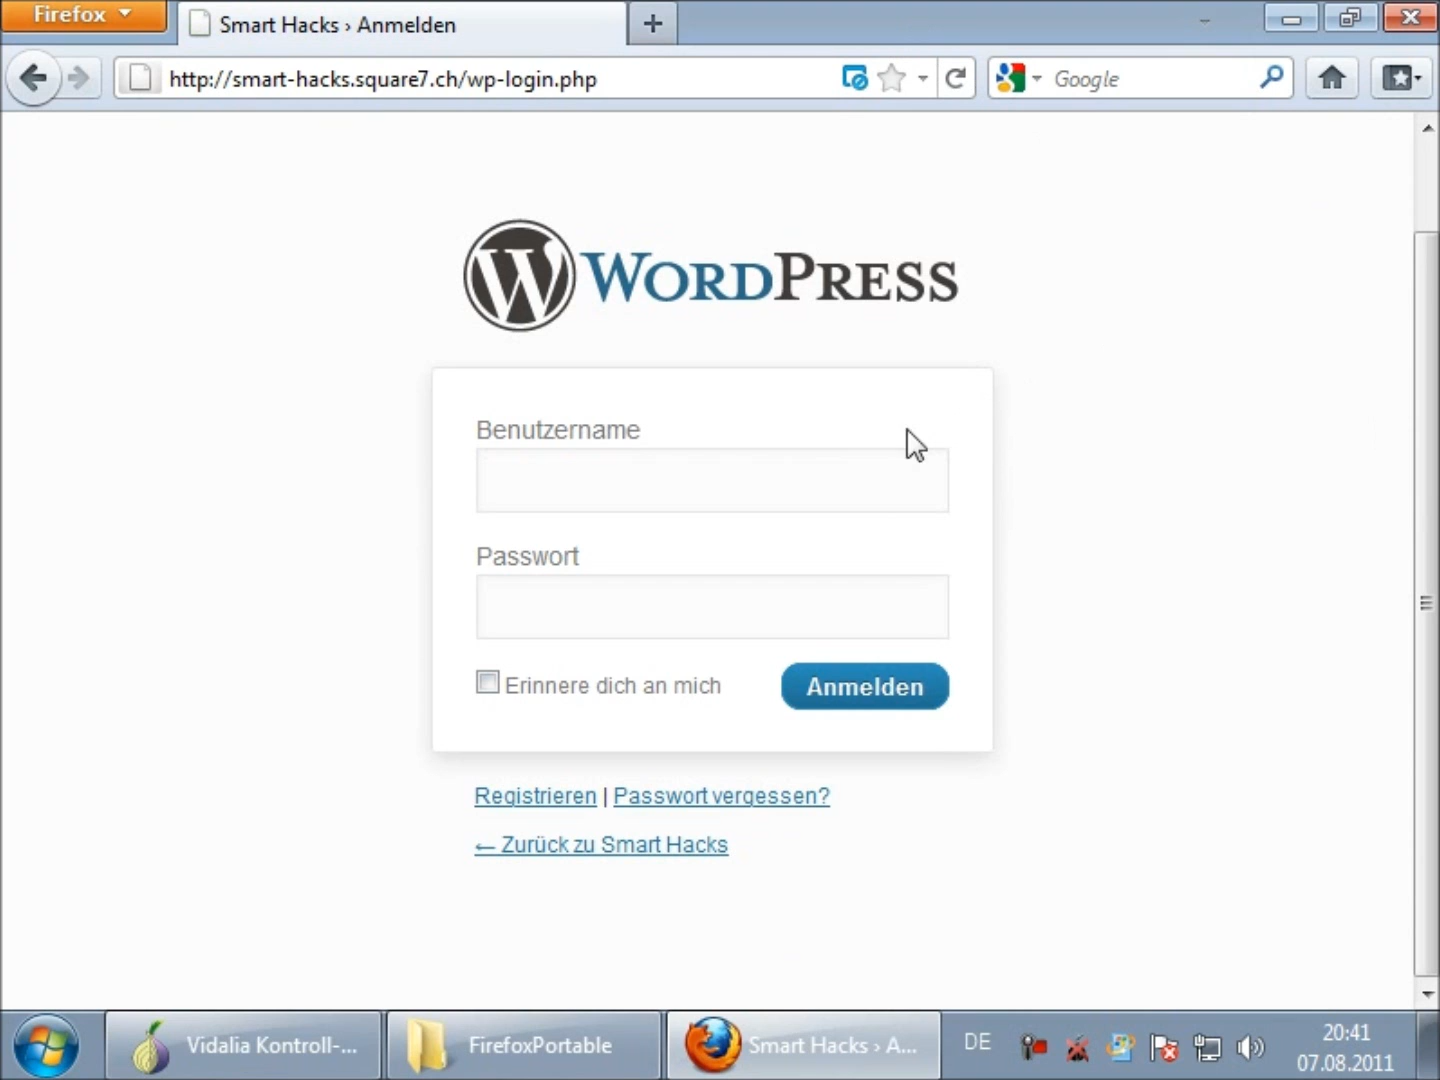 Firefox
Smart Hacks › Anmelden
http://smart-hacks.square7.ch/wp-login.php
Google
WORDPRESS
Benutzername
Passwort
Erinnere dich an mich
Anmelden
Registrieren | Passwort vergessen?
← Zurück zu Smart Hacks
Vidalia Kontroll-...
FirefoxPortable
Smart Hacks › A...
DE
20:41
07.08.2011